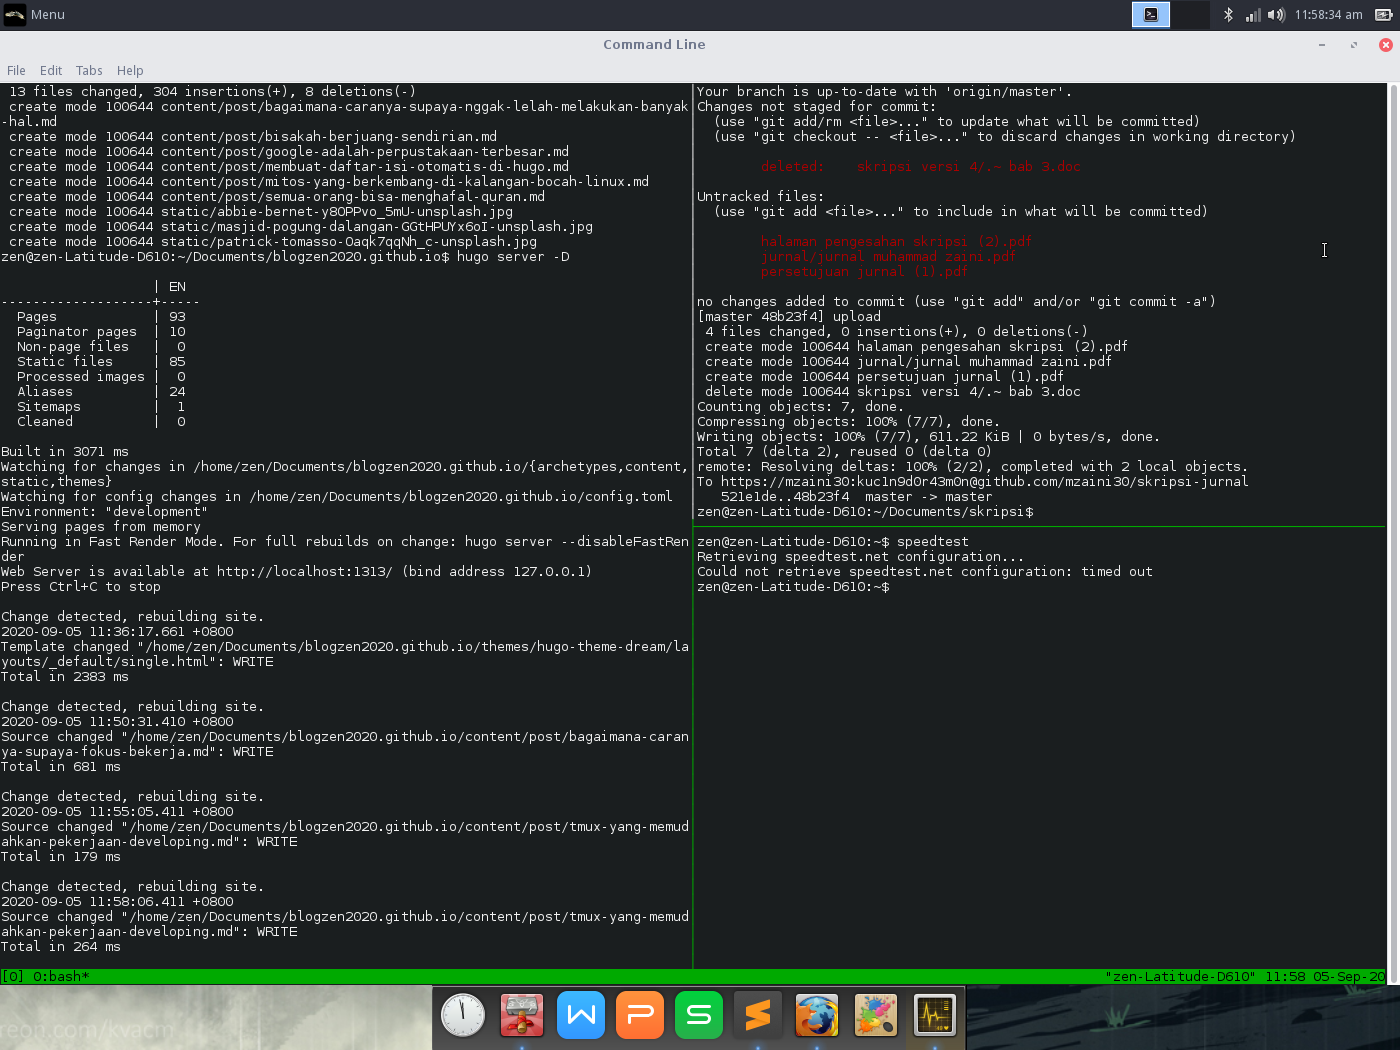 Menu
11:58:34 am
Command Line
File Edit Tabs Help
 13 files changed, 304 insertions(+), 8 deletions(-)
 create mode 100644 content/post/bagaimana-caranya-supaya-nggak-lelah-melakukan-banyak
-hal.md
 create mode 100644 content/post/bisakah-berjuang-sendirian.md
 create mode 100644 content/post/google-adalah-perpustakaan-terbesar.md
 create mode 100644 content/post/membuat-daftar-isi-otomatis-di-hugo.md
 create mode 100644 content/post/mitos-yang-berkembang-di-kalangan-bocah-linux.md
 create mode 100644 content/post/semua-orang-bisa-menghafal-quran.md
 create mode 100644 static/abbie-bernet-y8OPPvo_5mU-unsplash.jpg
 create mode 100644 static/masjid-pogung-dalangan-GGtHPUYx6oI-unsplash.jpg
 create mode 100644 static/patrick-tomasso-Oaqk7qqNh_c-unsplash.jpg
zen@zen-Latitude-D610:~/Documents/blogzen2020.github.io$ hugo server -D
                   | EN
-------------------+-----
  Pages            | 93
  Paginator pages  | 10
  Non-page files   |  0
  Static files     | 85
  Processed images |  0
  Aliases          | 24
  Sitemaps         |  1
  Cleaned          |  0
Built in 3071 ms
Watching for changes in /home/zen/Documents/blogzen2020.github.io/{archetypes,content,
static,themes}
Watching for config changes in /home/zen/Documents/blogzen2020.github.io/config.toml
Environment: "development"
Serving pages from memory
Running in Fast Render Mode. For full rebuilds on change: hugo server --disableFastRen
der
Web Server is available at http://localhost:1313/ (bind address 127.0.0.1)
Press Ctrl+C to stop
Change detected, rebuilding site.
2020-09-05 11:36:17.661 +0800
Template changed "/home/zen/Documents/blogzen2020.github.io/themes/hugo-theme-dream/la
youts/_default/single.html": WRITE
Total in 2383 ms
Change detected, rebuilding site.
2020-09-05 11:50:31.410 +0800
Source changed "/home/zen/Documents/blogzen2020.github.io/content/post/bagaimana-caran
ya-supaya-fokus-bekerja.md": WRITE
Total in 681 ms
Change detected, rebuilding site.
2020-09-05 11:55:05.411 +0800
Source changed "/home/zen/Documents/blogzen2020.github.io/content/post/tmux-yang-memud
ahkan-pekerjaan-developing.md": WRITE
Total in 179 ms
Change detected, rebuilding site.
2020-09-05 11:58:06.411 +0800
Source changed "/home/zen/Documents/blogzen2020.github.io/content/post/tmux-yang-memud
ahkan-pekerjaan-developing.md": WRITE
Total in 264 ms
Your branch is up-to-date with 'origin/master'.
Changes not staged for commit:
  (use "git add/rm <file>..." to update what will be committed)
  (use "git checkout -- <file>..." to discard changes in working directory)
        deleted:    skripsi versi 4/.~ bab 3.doc
Untracked files:
  (use "git add <file>..." to include in what will be committed)
        halaman pengesahan skripsi (2).pdf
        jurnal/jurnal muhammad zaini.pdf
        persetujuan jurnal (1).pdf
no changes added to commit (use "git add" and/or "git commit -a")
[master 48b23f4] upload
 4 files changed, 0 insertions(+), 0 deletions(-)
 create mode 100644 halaman pengesahan skripsi (2).pdf
 create mode 100644 jurnal/jurnal muhammad zaini.pdf
 create mode 100644 persetujuan jurnal (1).pdf
 delete mode 100644 skripsi versi 4/.~ bab 3.doc
Counting objects: 7, done.
Compressing objects: 100% (7/7), done.
Writing objects: 100% (7/7), 611.22 KiB | 0 bytes/s, done.
Total 7 (delta 2), reused 0 (delta 0)
remote: Resolving deltas: 100% (2/2), completed with 2 local objects.
To https://mzaini30:kuc1n9d0r43m0n@github.com/mzaini30/skripsi-jurnal
   521e1de..48b23f4  master -> master
zen@zen-Latitude-D610:~/Documents/skripsi$
zen@zen-Latitude-D610:~$ speedtest
Retrieving speedtest.net configuration...
Could not retrieve speedtest.net configuration: timed out
zen@zen-Latitude-D610:~$
[0] 0:bash*
"zen-Latitude-D610" 11:58 05-Sep-20
W P S